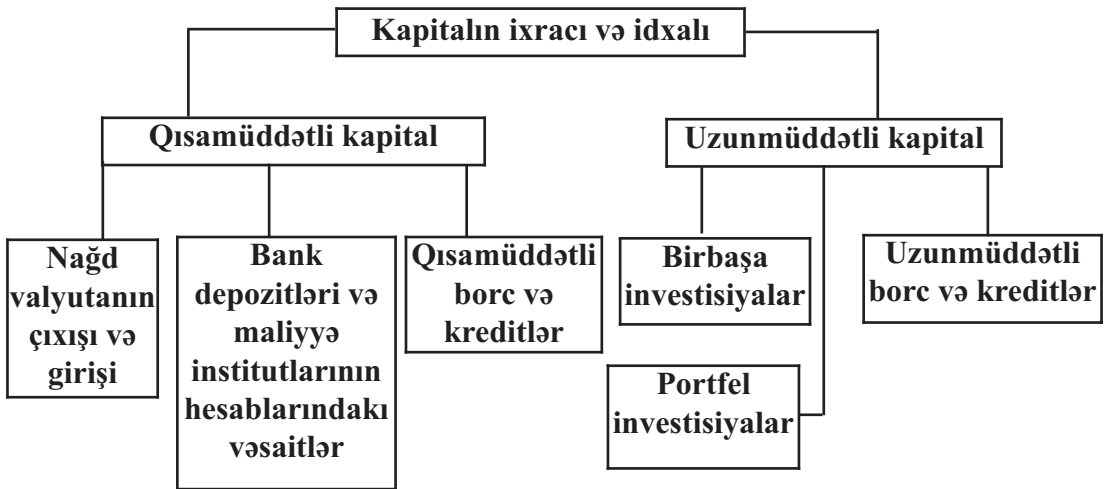 Kapitalın ixracı və idxalı
Qısamüddətli kapital
Uzunmüddətli kapital
Nağd
valyutanın
çıxışı və
girişi
Bank
depozitləri və
maliyyə
institutlarının
hesablarındakı
vəsaitlər
Qısamüddətli
borc və
kreditlər
Birbaşa
investisiyalar
Uzunmüddətli
borc və kreditlər
Portfel
investisiyalar